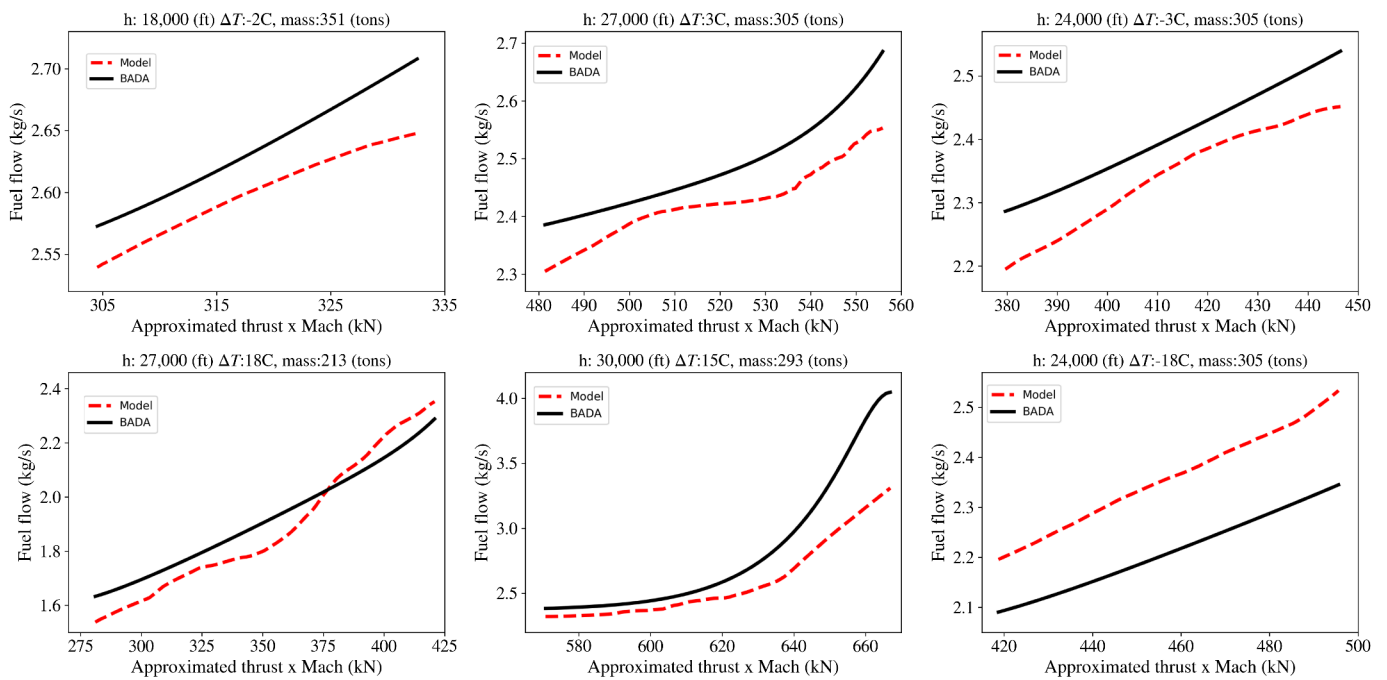 h: 18,000 (ft) ΔT:-2C, mass:351 (tons)
Model
BADA
2.70
2.65
2.60
2.55
Fuel flow (kg/s)
305 315 325 335
Approximated thrust x Mach (kN)
h: 27,000 (ft) ΔT:3C, mass:305 (tons)
Model
BADA
2.7
2.6
2.5
2.4
2.3
Fuel flow (kg/s)
480 490 500 510 520 530 540 550 560
Approximated thrust x Mach (kN)
h: 24,000 (ft) ΔT:-3C, mass:305 (tons)
Model
BADA
2.5
2.4
2.3
2.2
Fuel flow (kg/s)
380 390 400 410 420 430 440 450
Approximated thrust x Mach (kN)
h: 27,000 (ft) ΔT:18C, mass:213 (tons)
Model
BADA
2.4
2.2
2.0
1.8
1.6
Fuel flow (kg/s)
275 300 325 350 375 400 425
Approximated thrust x Mach (kN)
h: 30,000 (ft) ΔT:15C, mass:293 (tons)
Model
BADA
4.0
3.5
3.0
2.5
Fuel flow (kg/s)
580 600 620 640 660
Approximated thrust x Mach (kN)
h: 24,000 (ft) ΔT:-18C, mass:305 (tons)
Model
BADA
2.5
2.4
2.3
2.2
2.1
Fuel flow (kg/s)
420 440 460 480 500
Approximated thrust x Mach (kN)